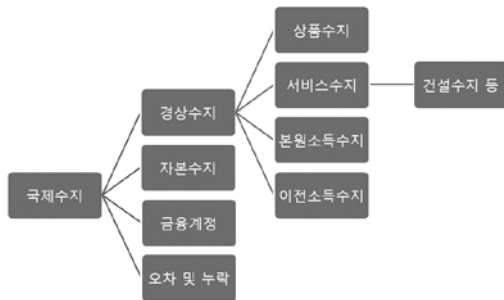 국제수지
경상수지
자본수지
금융계정
오차 및 누락
상품수지
서비스수지
본원소득수지
이전소득수지
건설수지 등